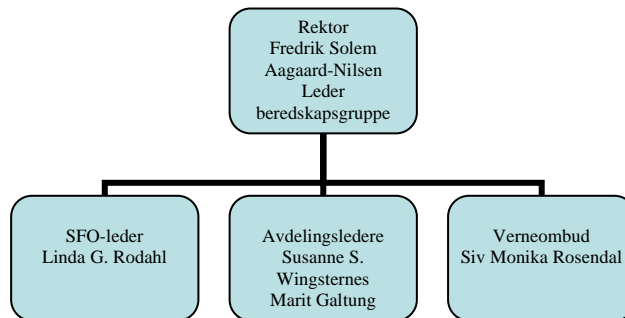 Rektor
Fredrik Solem
Aagaard-Nilsen
Leder
beredskapsgruppe
SFO-leder
Linda G. Rodahl
Avdelingsledere
Susanne S.
Wingsternes
Marit Galtung
Verneombud
Siv Monika Rosendal